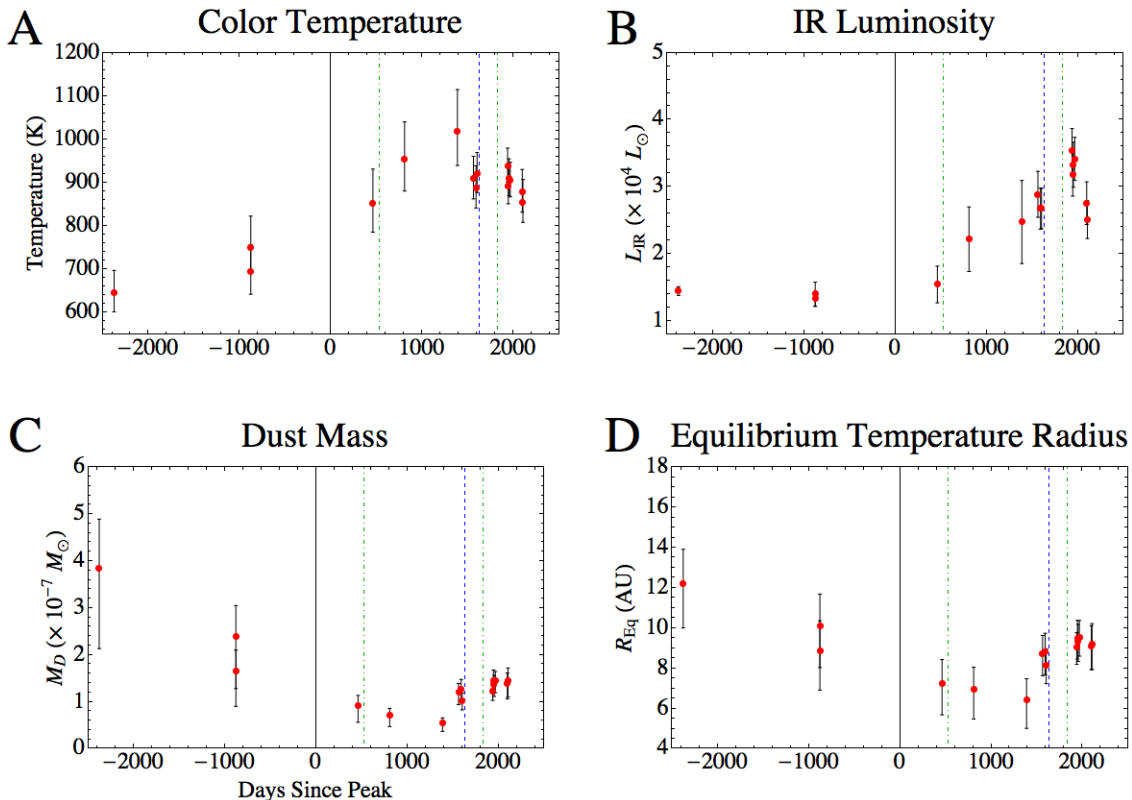 A
Color Temperature
1200
1100
1000
900
800
700
600
Temperature (K)
−2000 −1000 0 1000 2000
B
IR Luminosity
5
4
3
2
1
L_IR (× 10^4 L_⊙)
−2000 −1000 0 1000 2000
C
Dust Mass
6
5
4
3
2
1
0
M_D (× 10^−7 M_⊙)
−2000 −1000 0 1000 2000
Days Since Peak
D
Equilibrium Temperature Radius
18
16
14
12
10
8
6
4
R_Eq (AU)
−2000 −1000 0 1000 2000